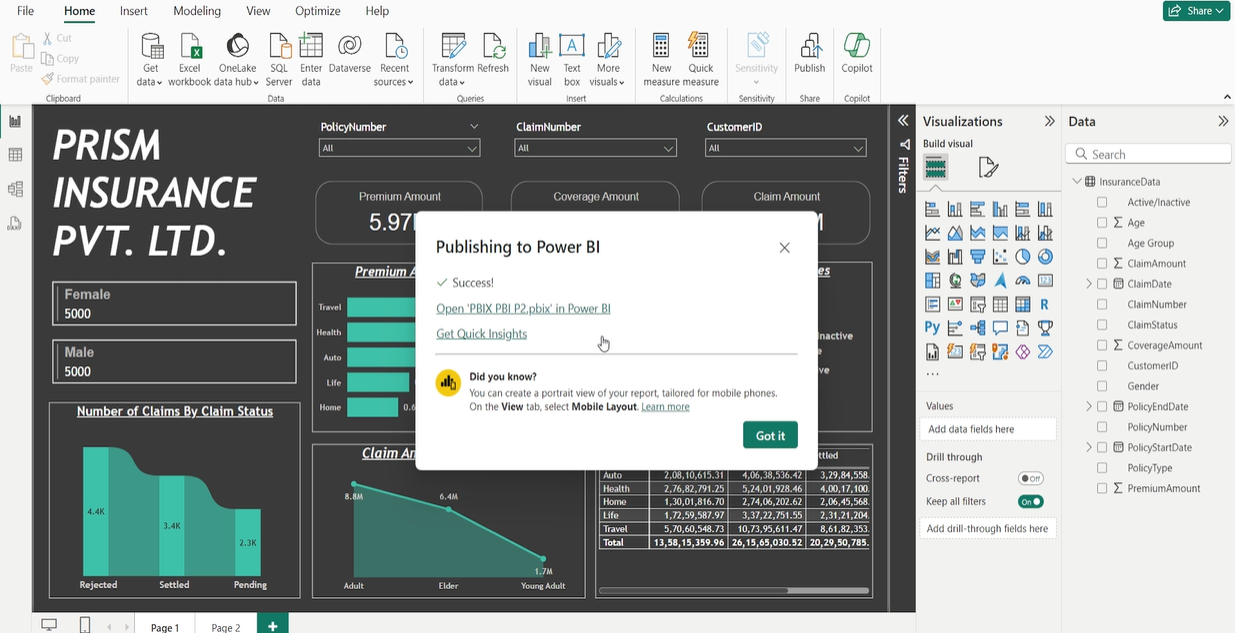 File Home Insert Modeling View Optimize Help
Share
Paste
Cut
Copy
Format painter
Clipboard
Get data
Excel workbook
OneLake data hub
SQL Server
Enter data
Dataverse
Recent sources
Data
Transform data
Refresh
Queries
New visual
Text box
More visuals
Insert
New measure
Quick measure
Calculations
Sensitivity
Sensitivity
Publish
Share
Copilot
Copilot
PRISM
INSURANCE
PVT. LTD.
PolicyNumber
All
ClaimNumber
All
CustomerID
All
Premium Amount
5.97
Coverage Amount
Claim Amount
Female
5000
Male
5000
Number of Claims By Claim Status
4.4K
3.4K
2.3K
Rejected Settled Pending
Premium A
Travel
Health
Auto
Life
Home
0.6
Publishing to Power BI
Success!
Open 'PBIX PBI P2.pbix' in Power BI
Get Quick Insights
Did you know?
You can create a portrait view of your report, tailored for mobile phones.
On the View tab, select Mobile Layout. Learn more
Got it
es
nactive
ve
Claim An
8.8M
6.4M
1.7M
Adult Elder Young Adult
ttled
Auto 2,08,10,615.31 4,06,38,536.42 3,29,84,558.
Health 2,76,82,791.25 5,24,01,928.46 4,00,17,100.
Home 1,30,01,816.70 2,74,06,202.62 2,06,45,568.
Life 1,72,59,587.97 3,37,22,751.55 2,31,21,204.
Travel 5,70,60,548.73 10,73,95,611.47 8,61,82,353.
Total 13,58,15,359.96 26,15,65,030.52 20,29,50,785.
Page 1 Page 2
Filters
Visualizations
Build visual
R
Py
Values
Add data fields here
Drill through
Cross-report Off
Keep all filters On
Add drill-through fields here
Data
Search
InsuranceData
Active/Inactive
Age
Age Group
ClaimAmount
ClaimDate
ClaimNumber
ClaimStatus
CoverageAmount
CustomerID
Gender
PolicyEndDate
PolicyNumber
PolicyStartDate
PolicyType
PremiumAmount